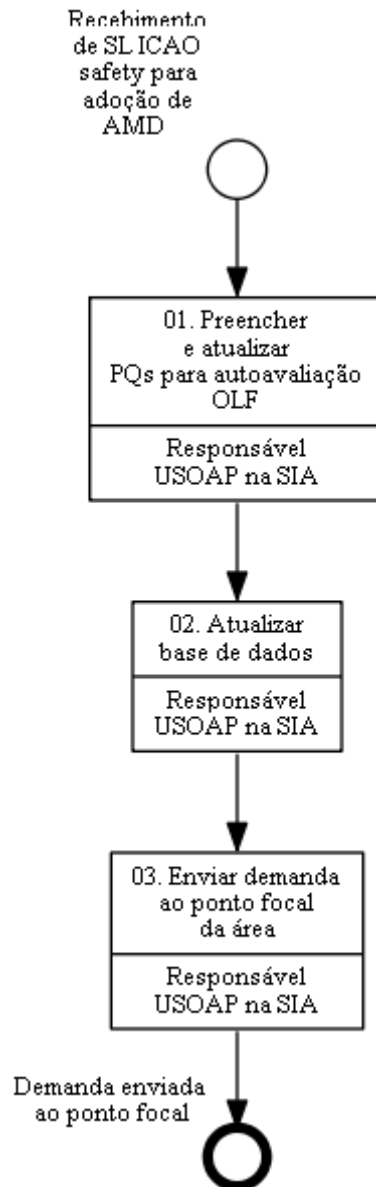 Recebimento
de SL ICAO
safety para
adoção de
AMD
01. Preencher
e atualizar
PQs para autoavaliação
OLF
Responsável
USOAP na SIA
02. Atualizar
base de dados
Responsável
USOAP na SIA
03. Enviar demanda
ao ponto focal
da área
Responsável
USOAP na SIA
Demanda enviada
ao ponto focal